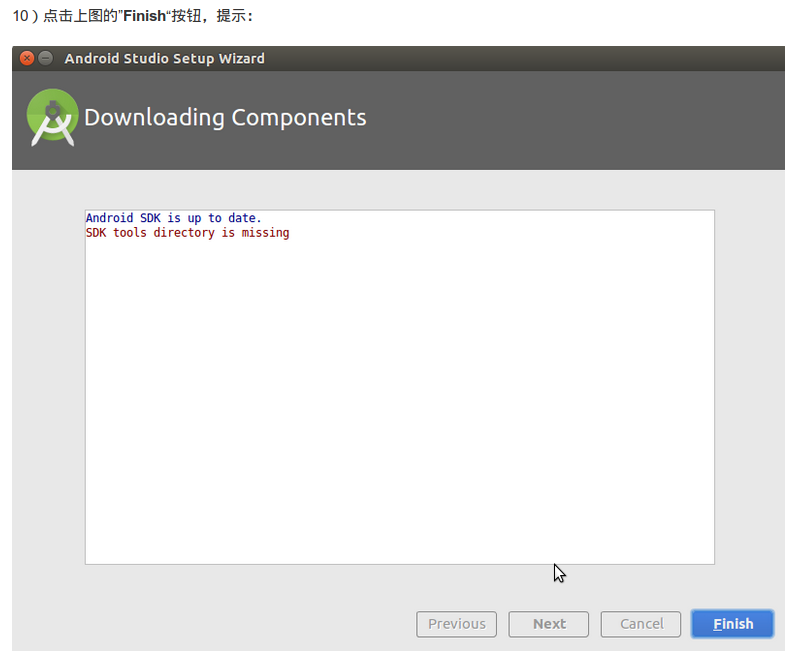 10）点击上图的”Finish“按钮，提示：
Android Studio Setup Wizard
Downloading Components
Android SDK is up to date.
SDK tools directory is missing
Previous
Next
Cancel
Finish